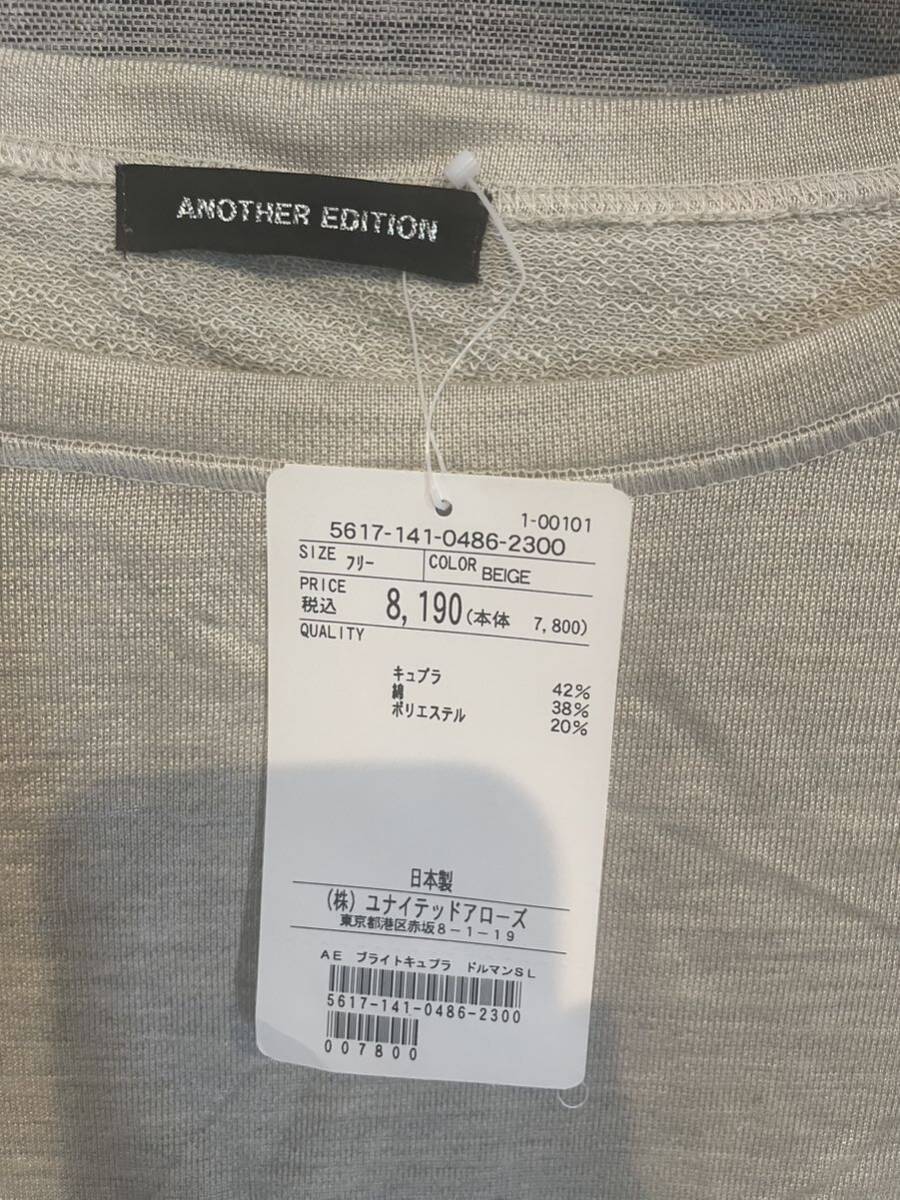 ANOTHER EDITION
1-00101
5617-141-0486-2300
SIZE フリー COLOR BEIGE
PRICE
税込 8,190(本体 7,800)
QUALITY
キュプラ 42%
綿 38%
ポリエステル 20%
日本製
(株) ユナイテッドアローズ
東京都港区赤坂8-1-19
AE ブライトキュプラ ドルマンSL
5617-141-0486-2300
007800